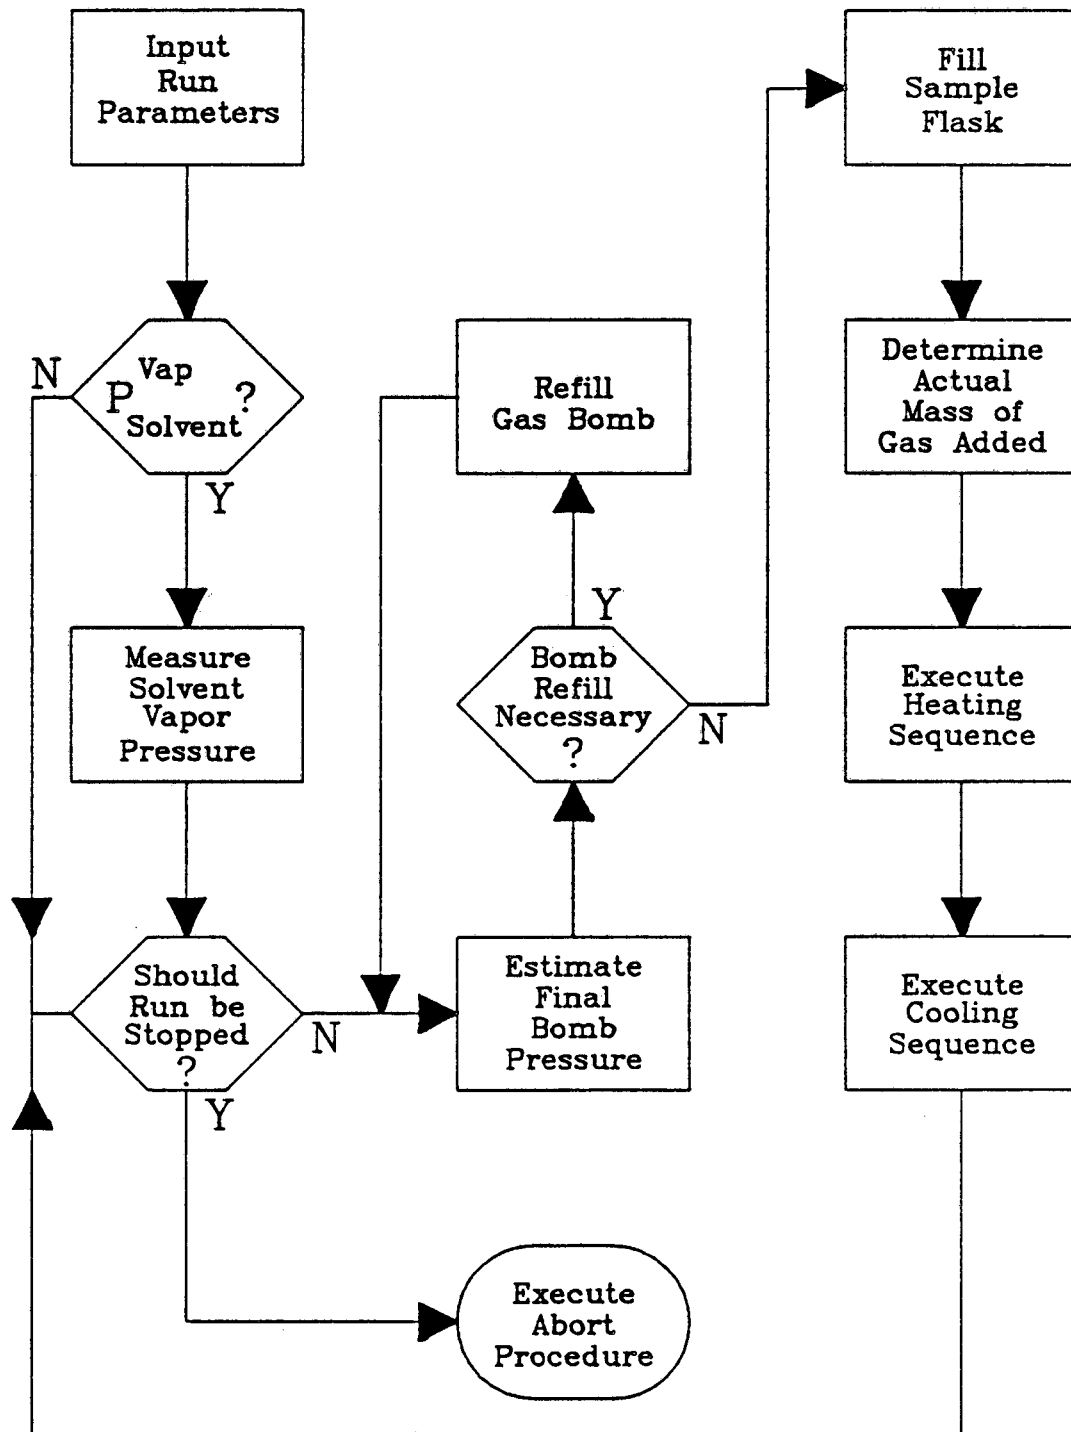 Input
Run
Parameters
N
Vap
P ?
Solvent
Y
Measure
Solvent
Vapor
Pressure
Should
Run be
Stopped
?
N
Y
Refill
Gas Bomb
Y
Bomb
Refill
Necessary
?
N
Estimate
Final
Bomb
Pressure
Execute
Abort
Procedure
Fill
Sample
Flask
Determine
Actual
Mass of
Gas Added
Execute
Heating
Sequence
Execute
Cooling
Sequence